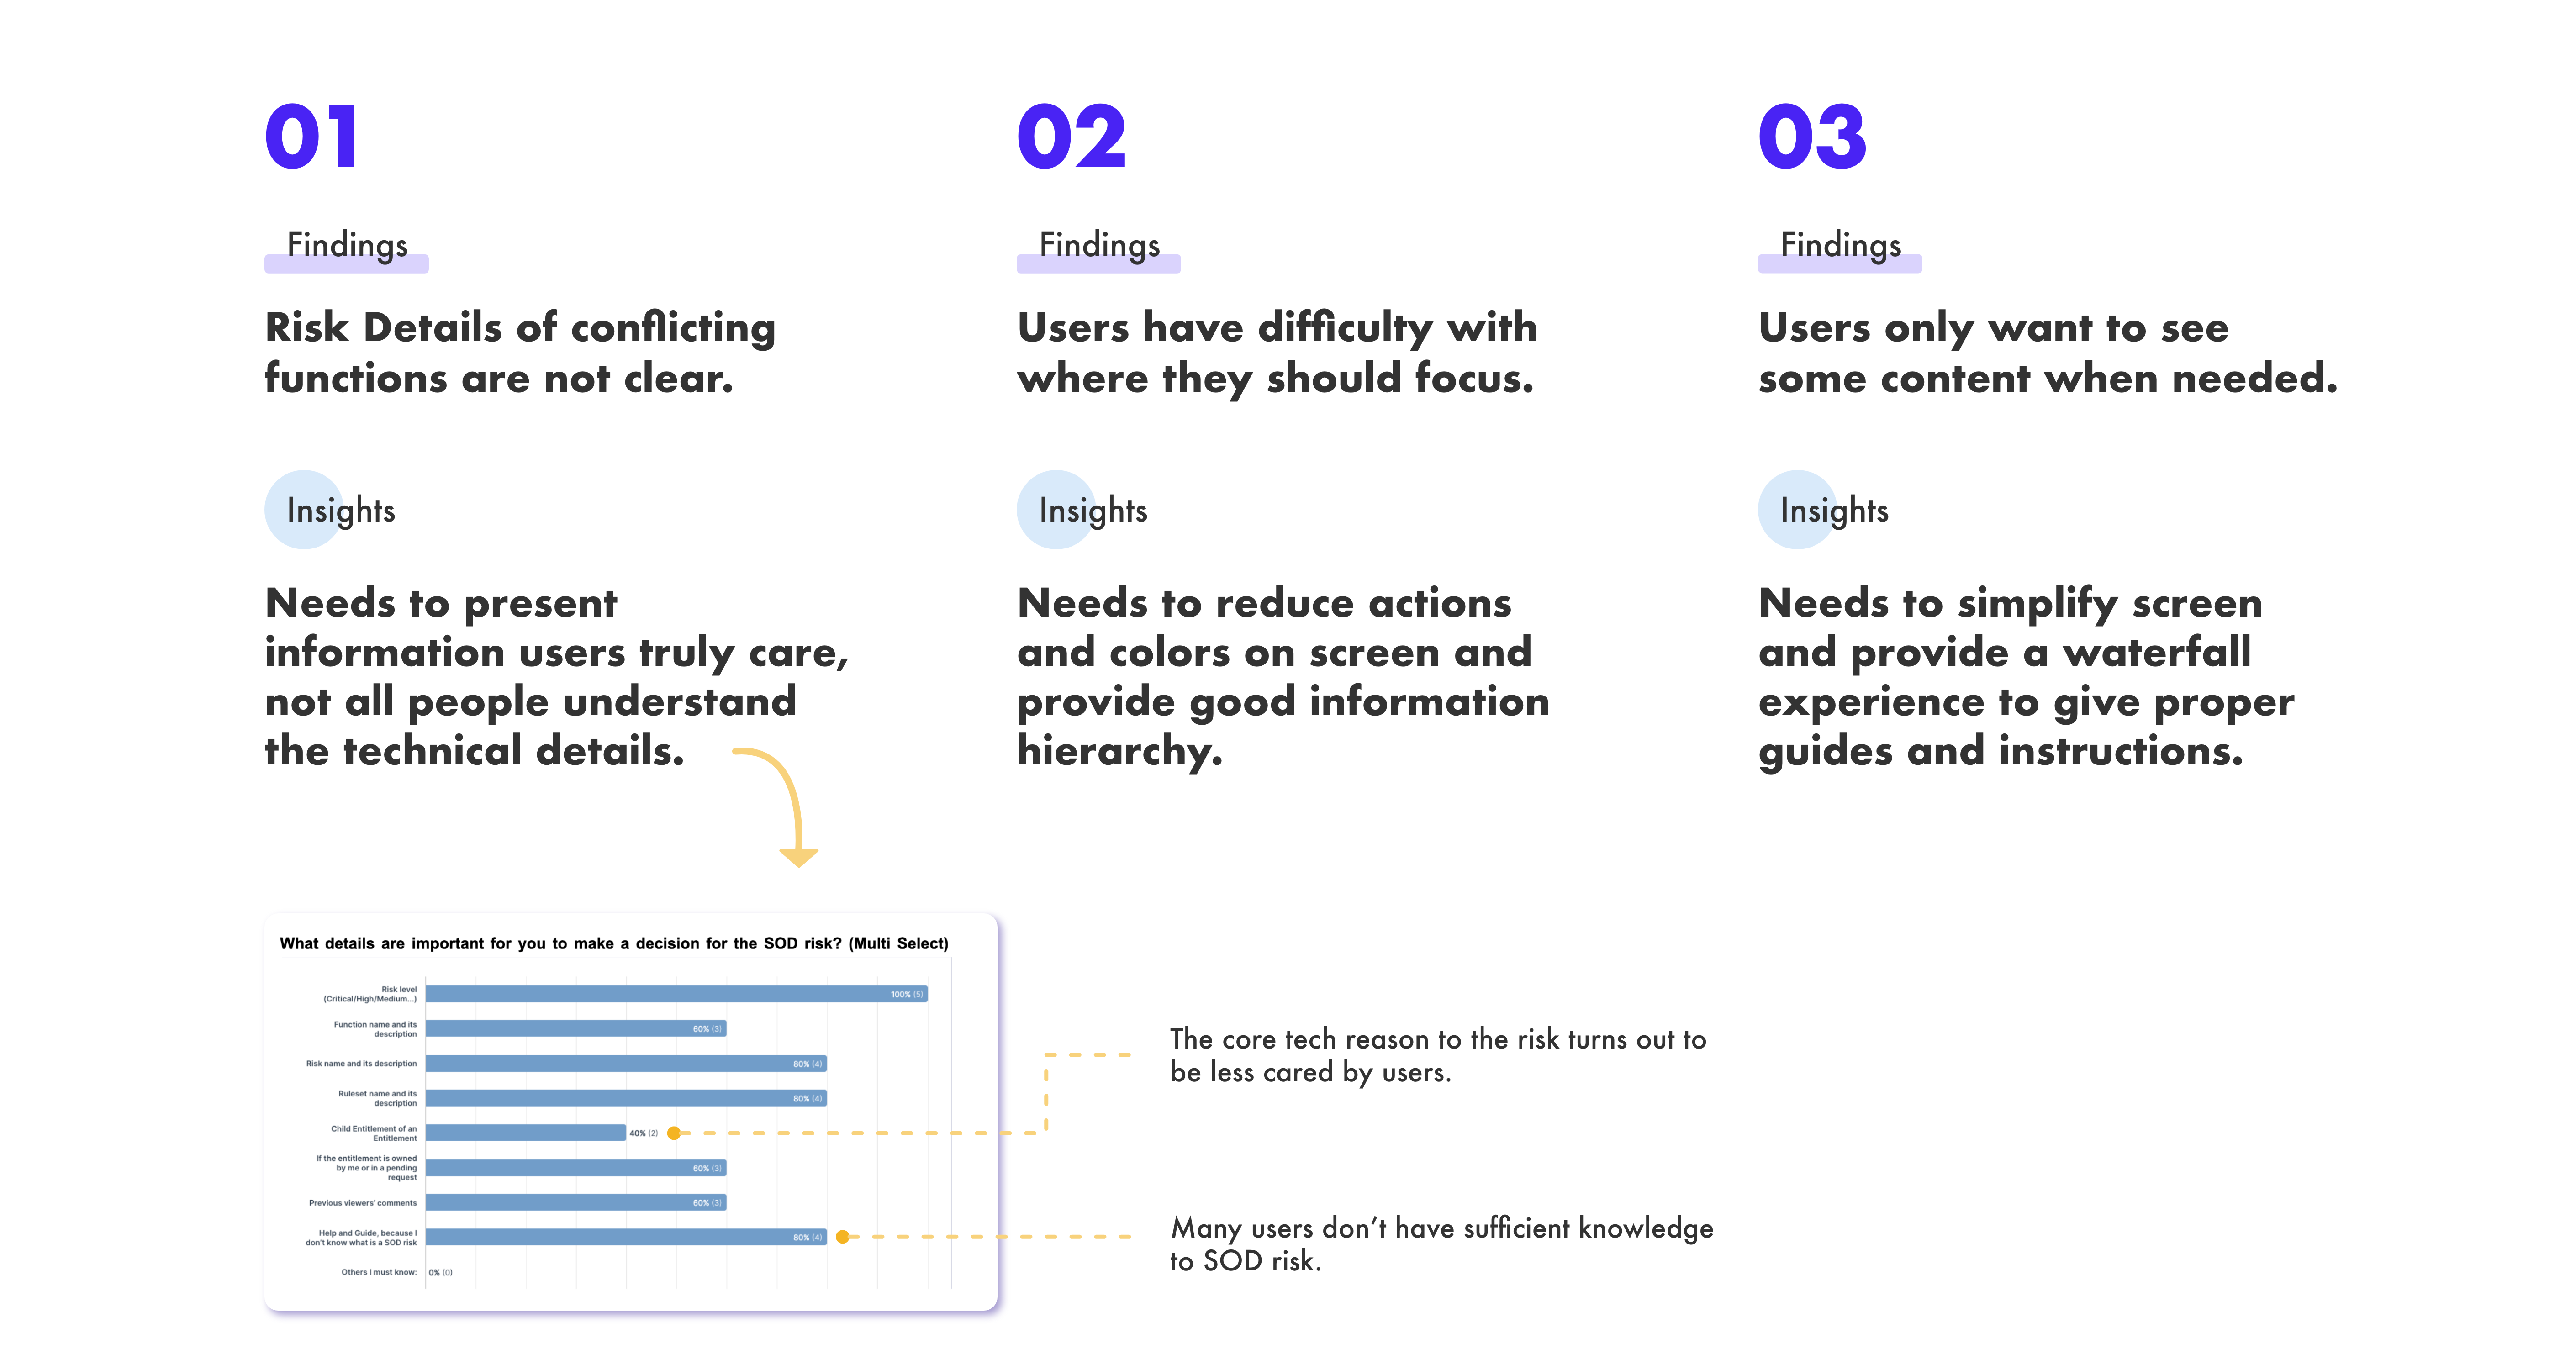 01
Findings
Risk Details of conflicting
functions are not clear.
Insights
Needs to present
information users truly care,
not all people understand
the technical details.
02
Findings
Users have difficulty with
where they should focus.
Insights
Needs to reduce actions
and colors on screen and
provide good information
hierarchy.
03
Findings
Users only want to see
some content when needed.
Insights
Needs to simplify screen
and provide a waterfall
experience to give proper
guides and instructions.
What details are important for you to make a decision for the SOD risk? (Multi Select)
Risk level
(Critical/High/Medium...)
100% (5)
Function name and its
description
60% (3)
Risk name and its description
80% (4)
Ruleset name and its
description
80% (4)
Child Entitlement of an
Entitlement
40% (2)
If the entitlement is owned
by me or in a pending
request
60% (3)
Previous viewers' comments
60% (3)
Help and Guide, because I
don't know what is a SOD risk
80% (4)
Others I must know:
0% (0)
The core tech reason to the risk turns out to
be less cared by users.
Many users don't have sufficient knowledge
to SOD risk.